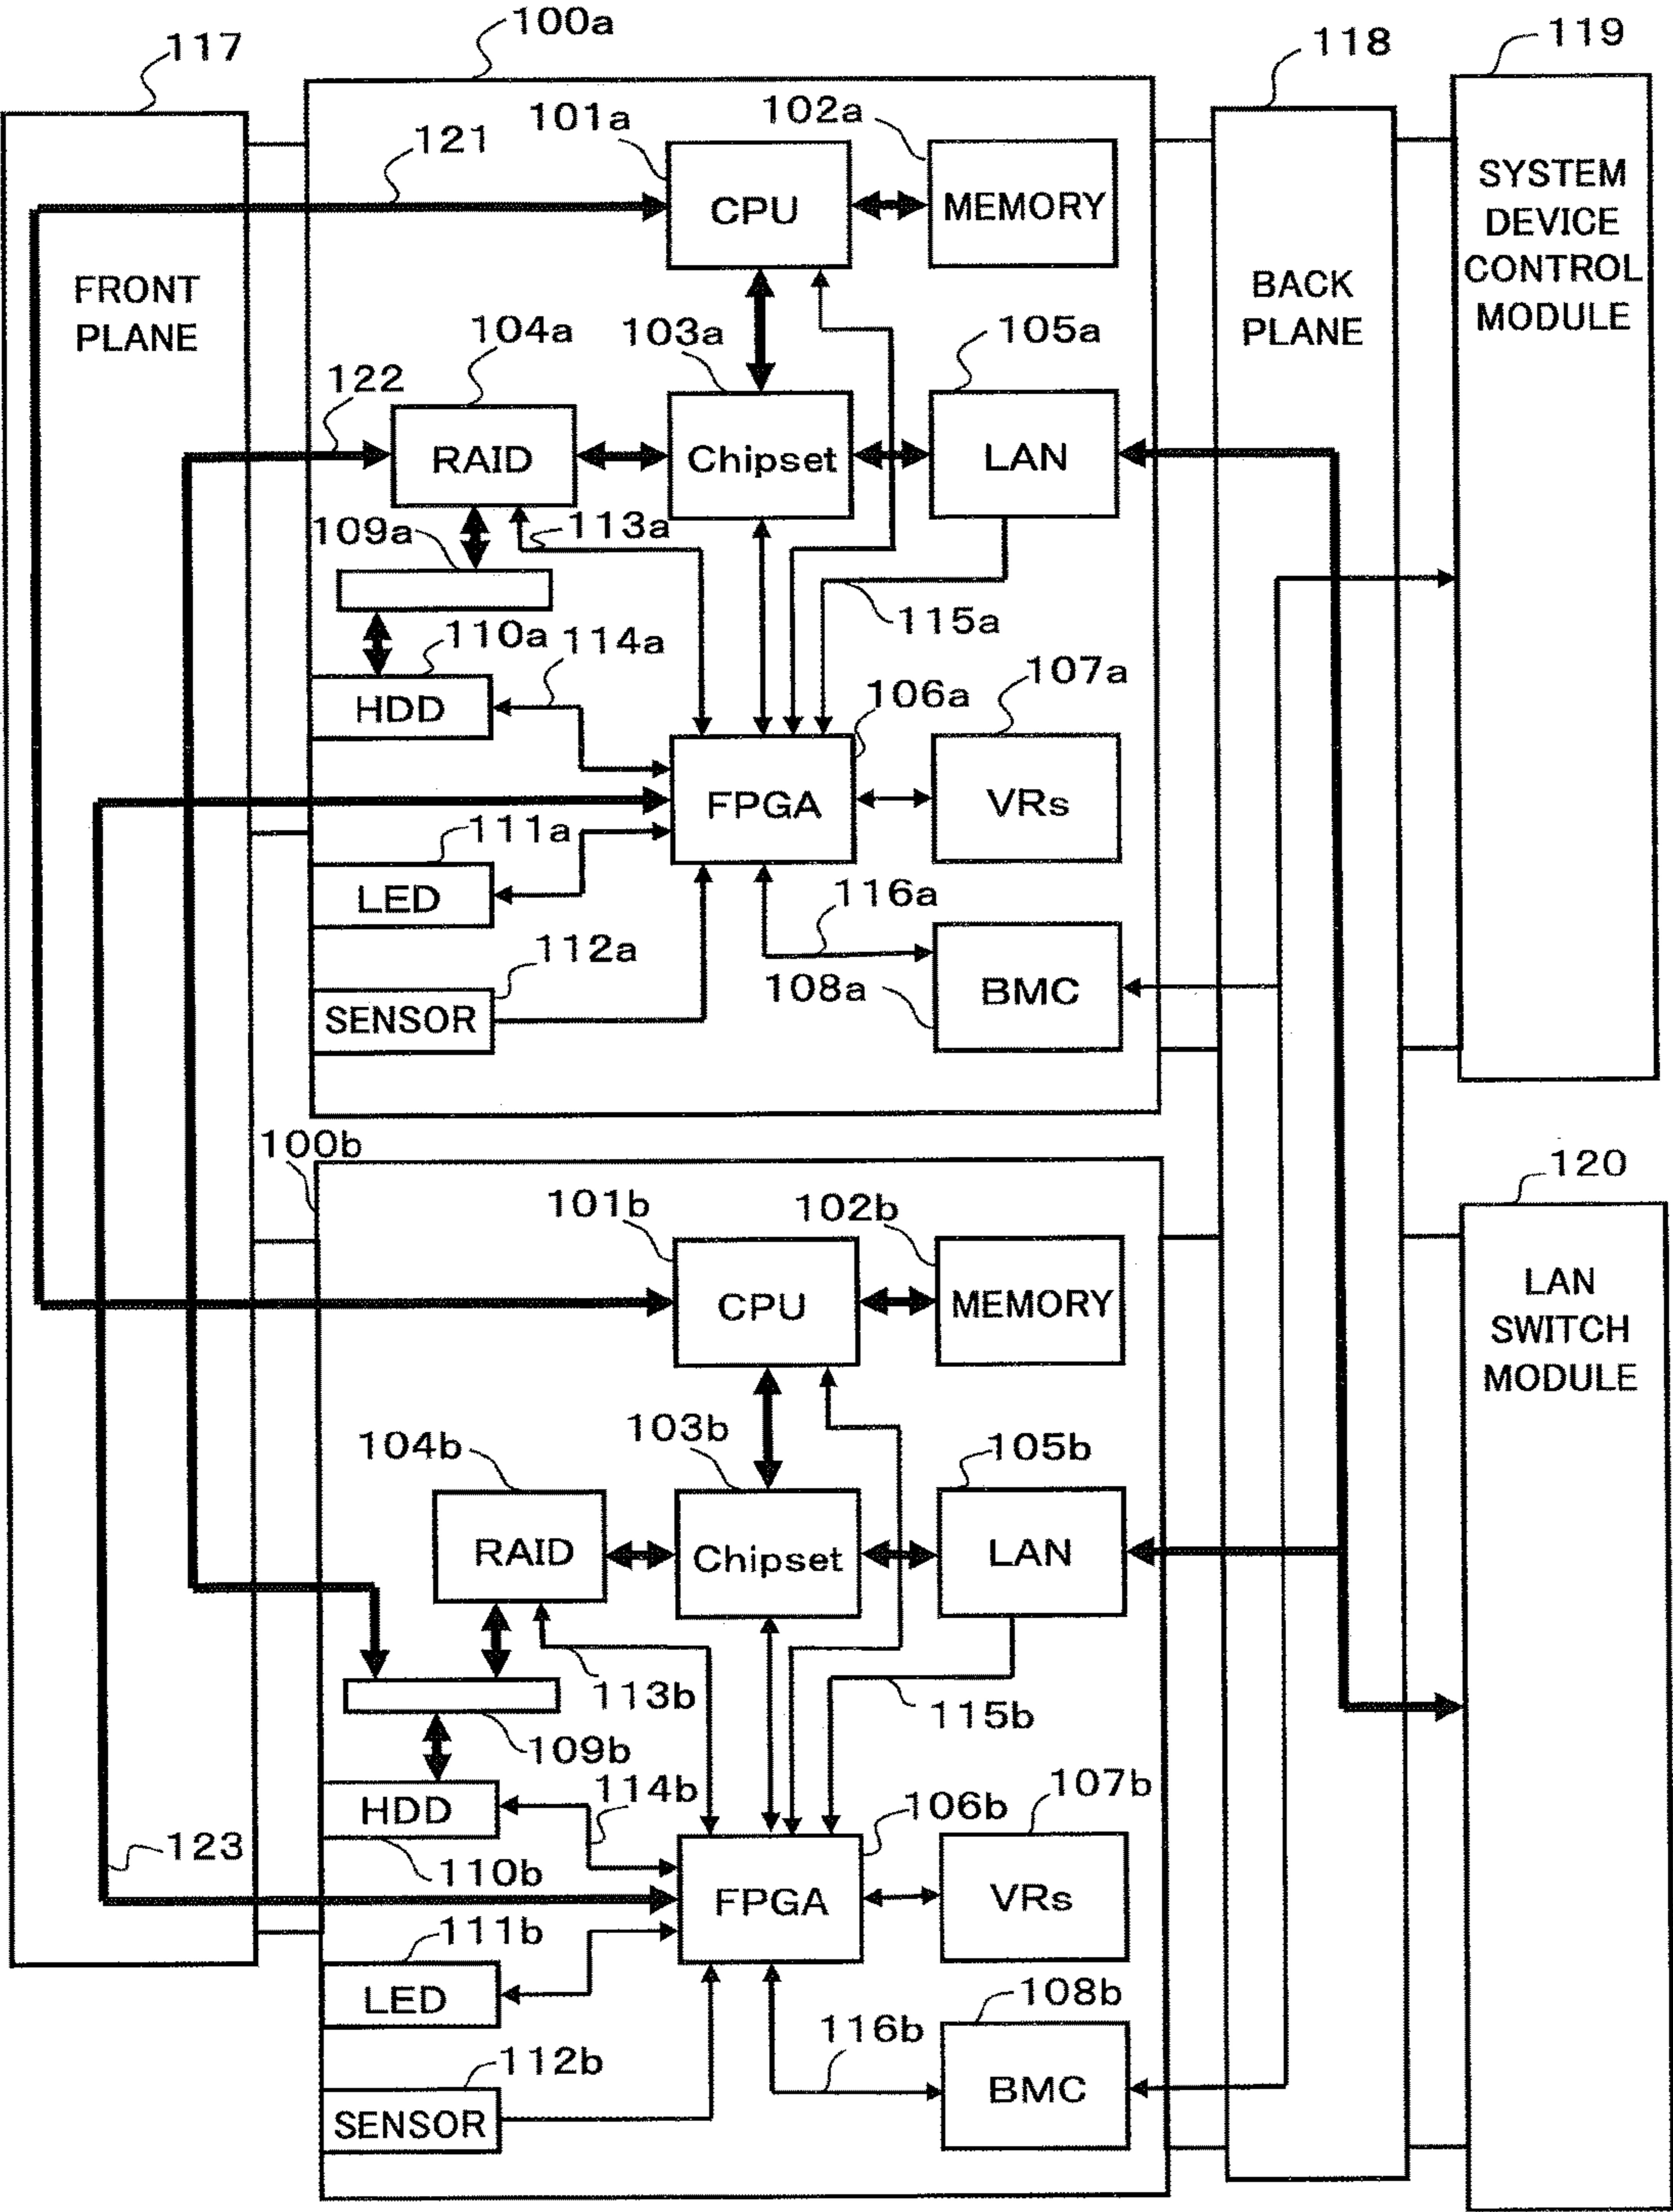 100a
117
118
119
101a
102a
121
CPU
MEMORY
SYSTEM
DEVICE
CONTROL
MODULE
FRONT
PLANE
BACK
PLANE
104a
103a
105a
122
RAID
Chipset
LAN
109a
113a
115a
110a
114a
107a
106a
HDD
FPGA
VRs
111a
LED
116a
112a
108a
BMC
SENSOR
100b
120
101b
102b
CPU
MEMORY
LAN
SWITCH
MODULE
104b
103b
105b
RAID
Chipset
LAN
113b
115b
109b
114b
107b
106b
HDD
123
110b
FPGA
VRs
111b
LED
108b
116b
112b
BMC
SENSOR